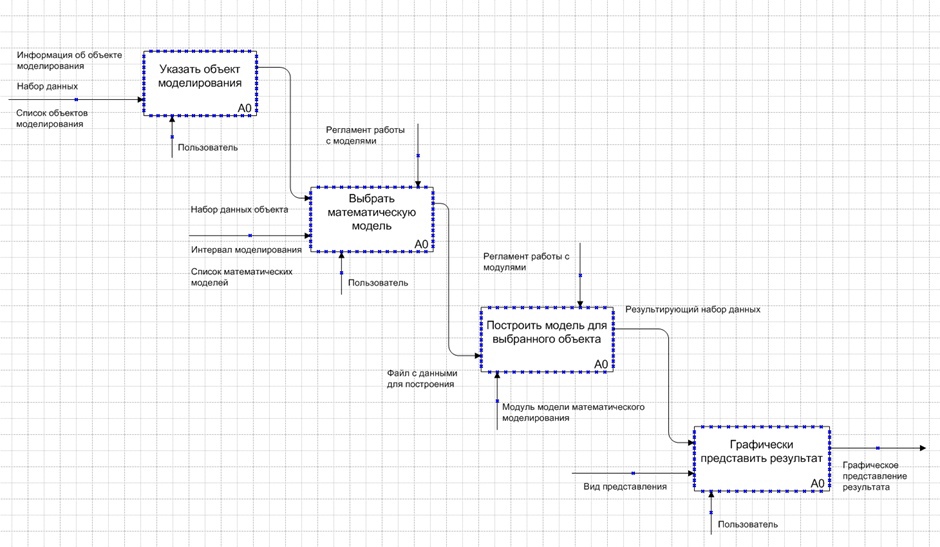 Информация об объекте
моделирования
Набор данных
Список объектов
моделирования
Указать объект
моделирования
A0
Пользователь
Регламент работы
с моделями
Набор данных объекта
Интервал моделирования
Список математических
моделей
Выбрать
математическую
модель
A0
Пользователь
Регламент работы с
модулями
Файл с данными
для построения
Построить модель для
выбранного объекта
A0
Результирующий набор данных
Модуль модели математического
моделирования
Вид представления
Графически
представить результат
A0
Графическое
представление
результата
Пользователь